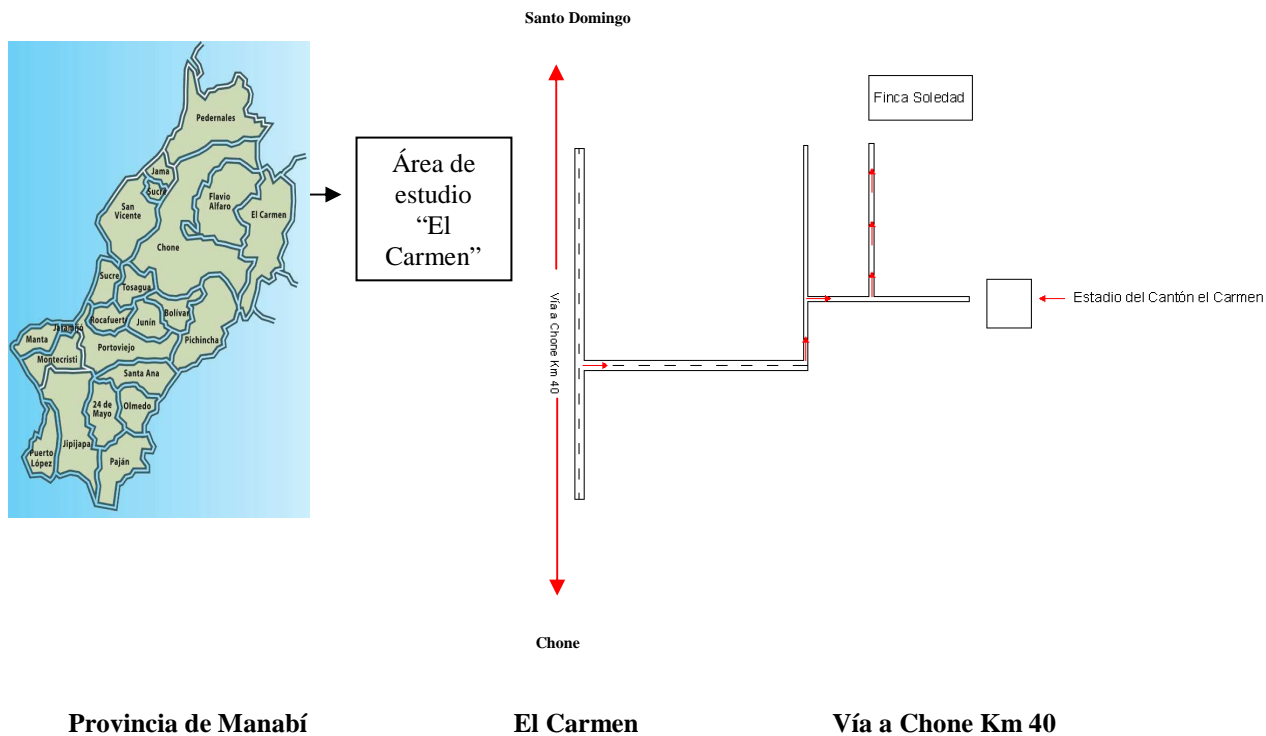 Santo Domingo
Finca Soledad
Pedernales
Jama
Sucre
San
Vicente
Flavio
Alfaro
El Carmen
Chone
Sucre
Tosagua
Rocafuert
Junín
Bolívar
Pichincha
Jaramijó
Manta
Montecristi
Portoviejo
Santa Ana
24 de
Mayo
Olmedo
Jipijapa
Puerto
López
Paján
Área de
estudio
“El
Carmen”
Vía a Chone Km 40
Estadio del Cantón el Carmen
Chone
Provincia de Manabí
El Carmen
Vía a Chone Km 40